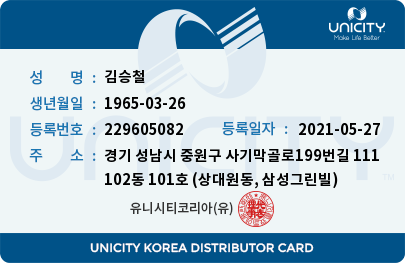 UNICITY
Make Life Better
성 명 : 김승철
생년월일 : 1965-03-26
등록번호 : 229605082 등록일자 : 2021-05-27
주 소 : 경기 성남시 중원구 사기막골로199번길 111
102동 101호 (상대원동, 삼성그린빌)
유니시티코리아(유)
UNICITY KOREA DISTRIBUTOR CARD
UNICITY
TM